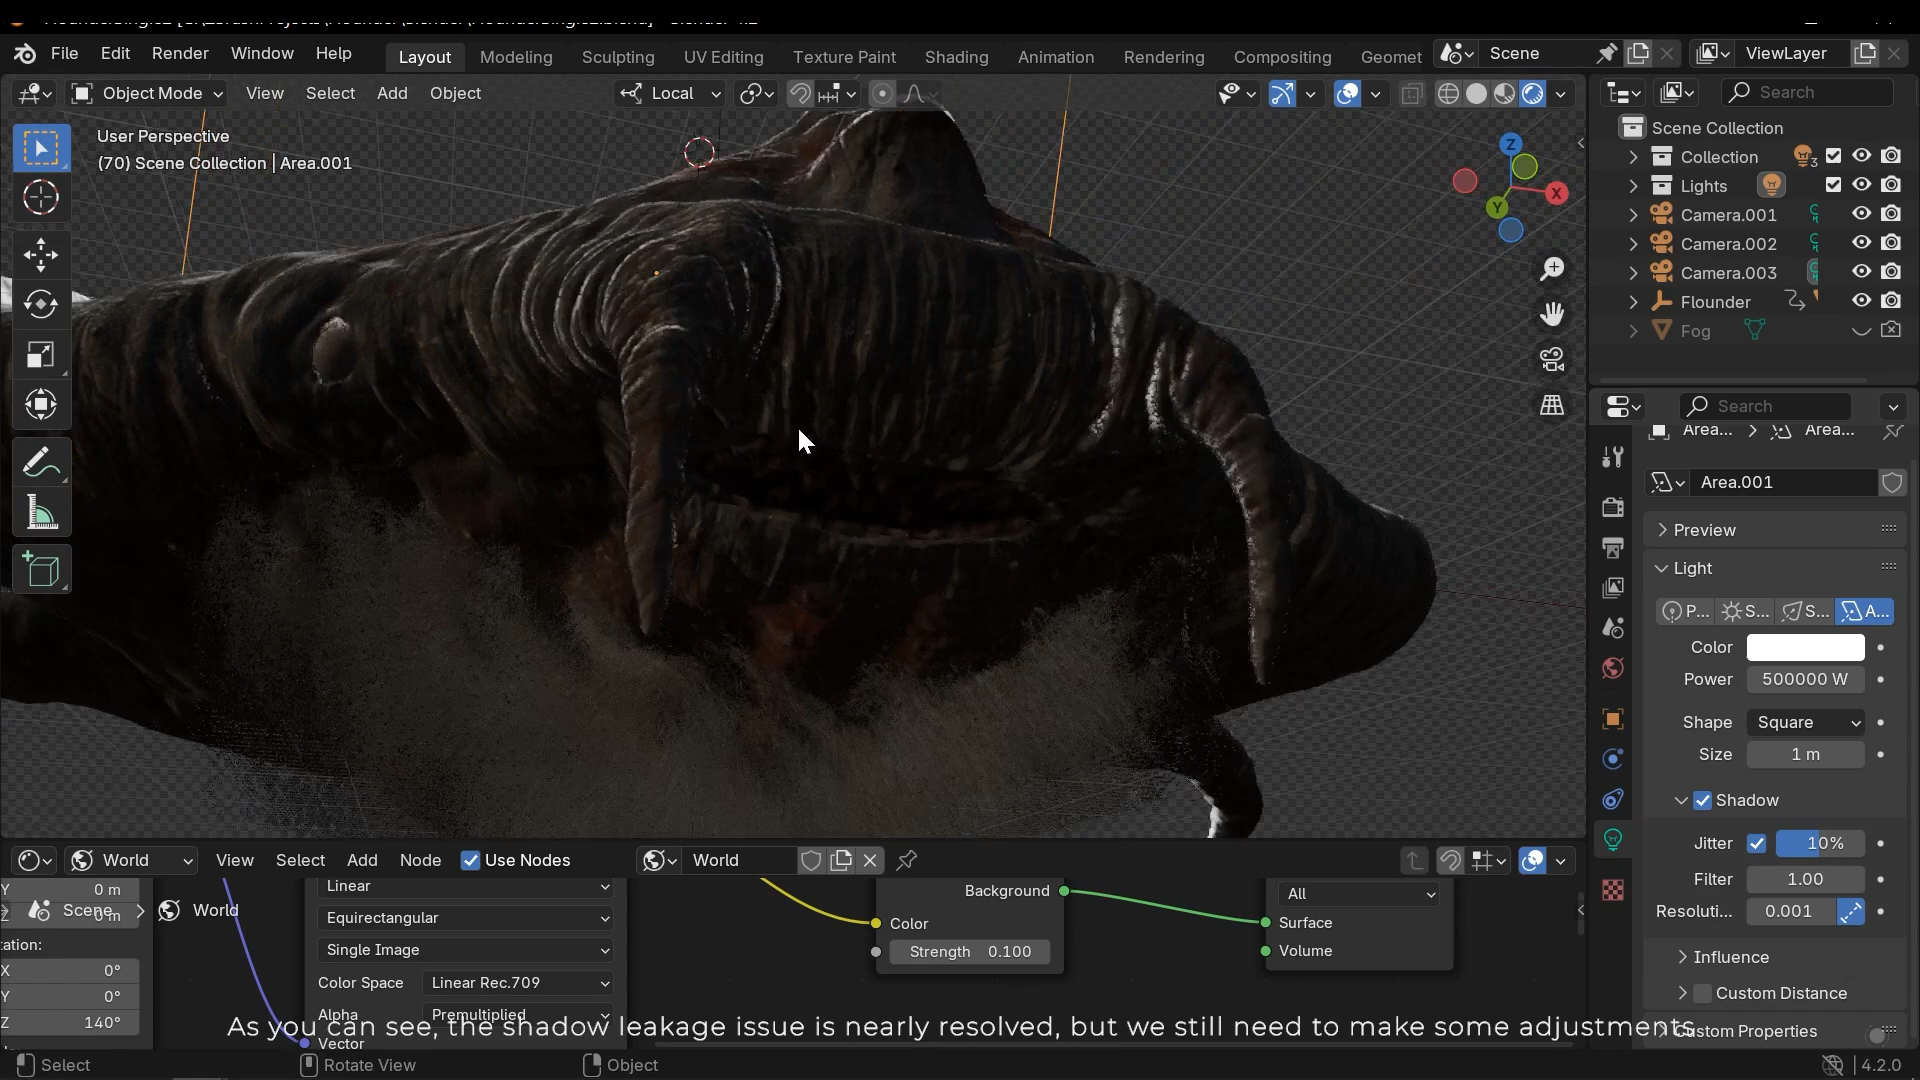 File Edit Render Window Help Layout Modeling Sculpting UV Editing Texture Paint Shading Animation Rendering Compositing Geomet Scene ViewLayer
Object Mode View Select Add Object Local Search
User Perspective
(70) Scene Collection | Area.001
Z
X
Y
Scene Collection
Collection 3
Lights
Camera.001
Camera.002
Camera.003
Flounder
Fog
Search
Area... > Area...
Area.001
Preview
Light
P... S... S... A...
Color
Power 500000 W
Shape Square
Size 1 m
Shadow
Jitter 10%
Filter 1.00
Resoluti... 0.001
Influence
Custom Distance
Custom Properties
World View Select Add Node Use Nodes World
Y 0 m
Z 0 m
Scene > World
ation:
X 0°
Y 0°
Z 140°
Linear
Equirectangular
Single Image
Color Space Linear Rec.709
Alpha Premultiplied
Vector
Background
Color
Strength 0.100
All
Surface
Volume
As you can see, the shadow leakage issue is nearly resolved, but we still need to make some adjustments
Select Rotate View Object 4.2.0